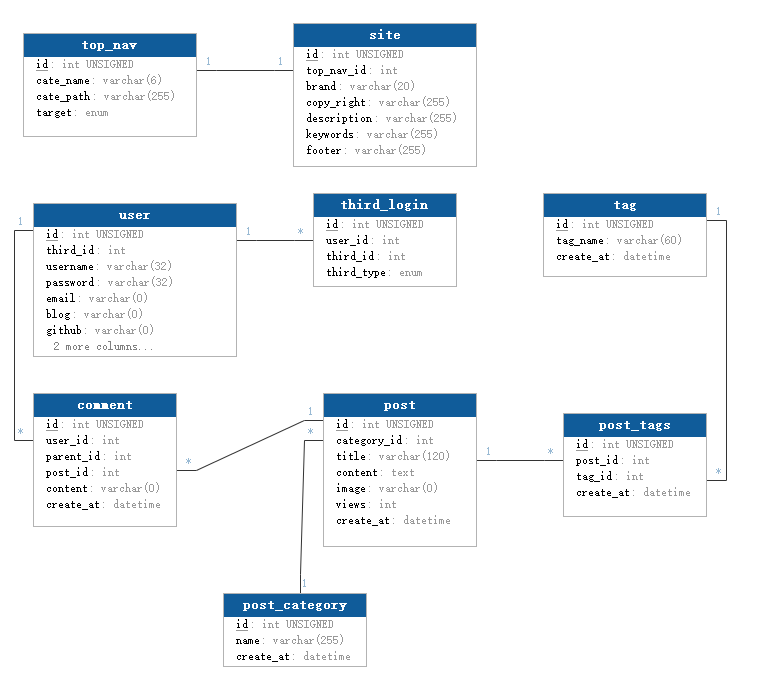 top_nav
id: int UNSIGNED
cate_name: varchar(6)
cate_path: varchar(255)
target: enum
1
1
site
id: int UNSIGNED
top_nav_id: int
brand: varchar(20)
copy_right: varchar(255)
description: varchar(255)
keywords: varchar(255)
footer: varchar(255)
1
user
id: int UNSIGNED
third_id: int
username: varchar(32)
password: varchar(32)
email: varchar(0)
blog: varchar(0)
github: varchar(0)
2 more columns...
1
*
third_login
id: int UNSIGNED
user_id: int
third_id: int
third_type: enum
tag
id: int UNSIGNED
tag_name: varchar(60)
create_at: datetime
1
*
comment
id: int UNSIGNED
user_id: int
parent_id: int
post_id: int
content: varchar(0)
create_at: datetime
*
1
*
post
id: int UNSIGNED
category_id: int
title: varchar(120)
content: text
image: varchar(0)
views: int
create_at: datetime
1
*
post_tags
id: int UNSIGNED
post_id: int
tag_id: int
create_at: datetime
*
1
post_category
id: int UNSIGNED
name: varchar(255)
create_at: datetime